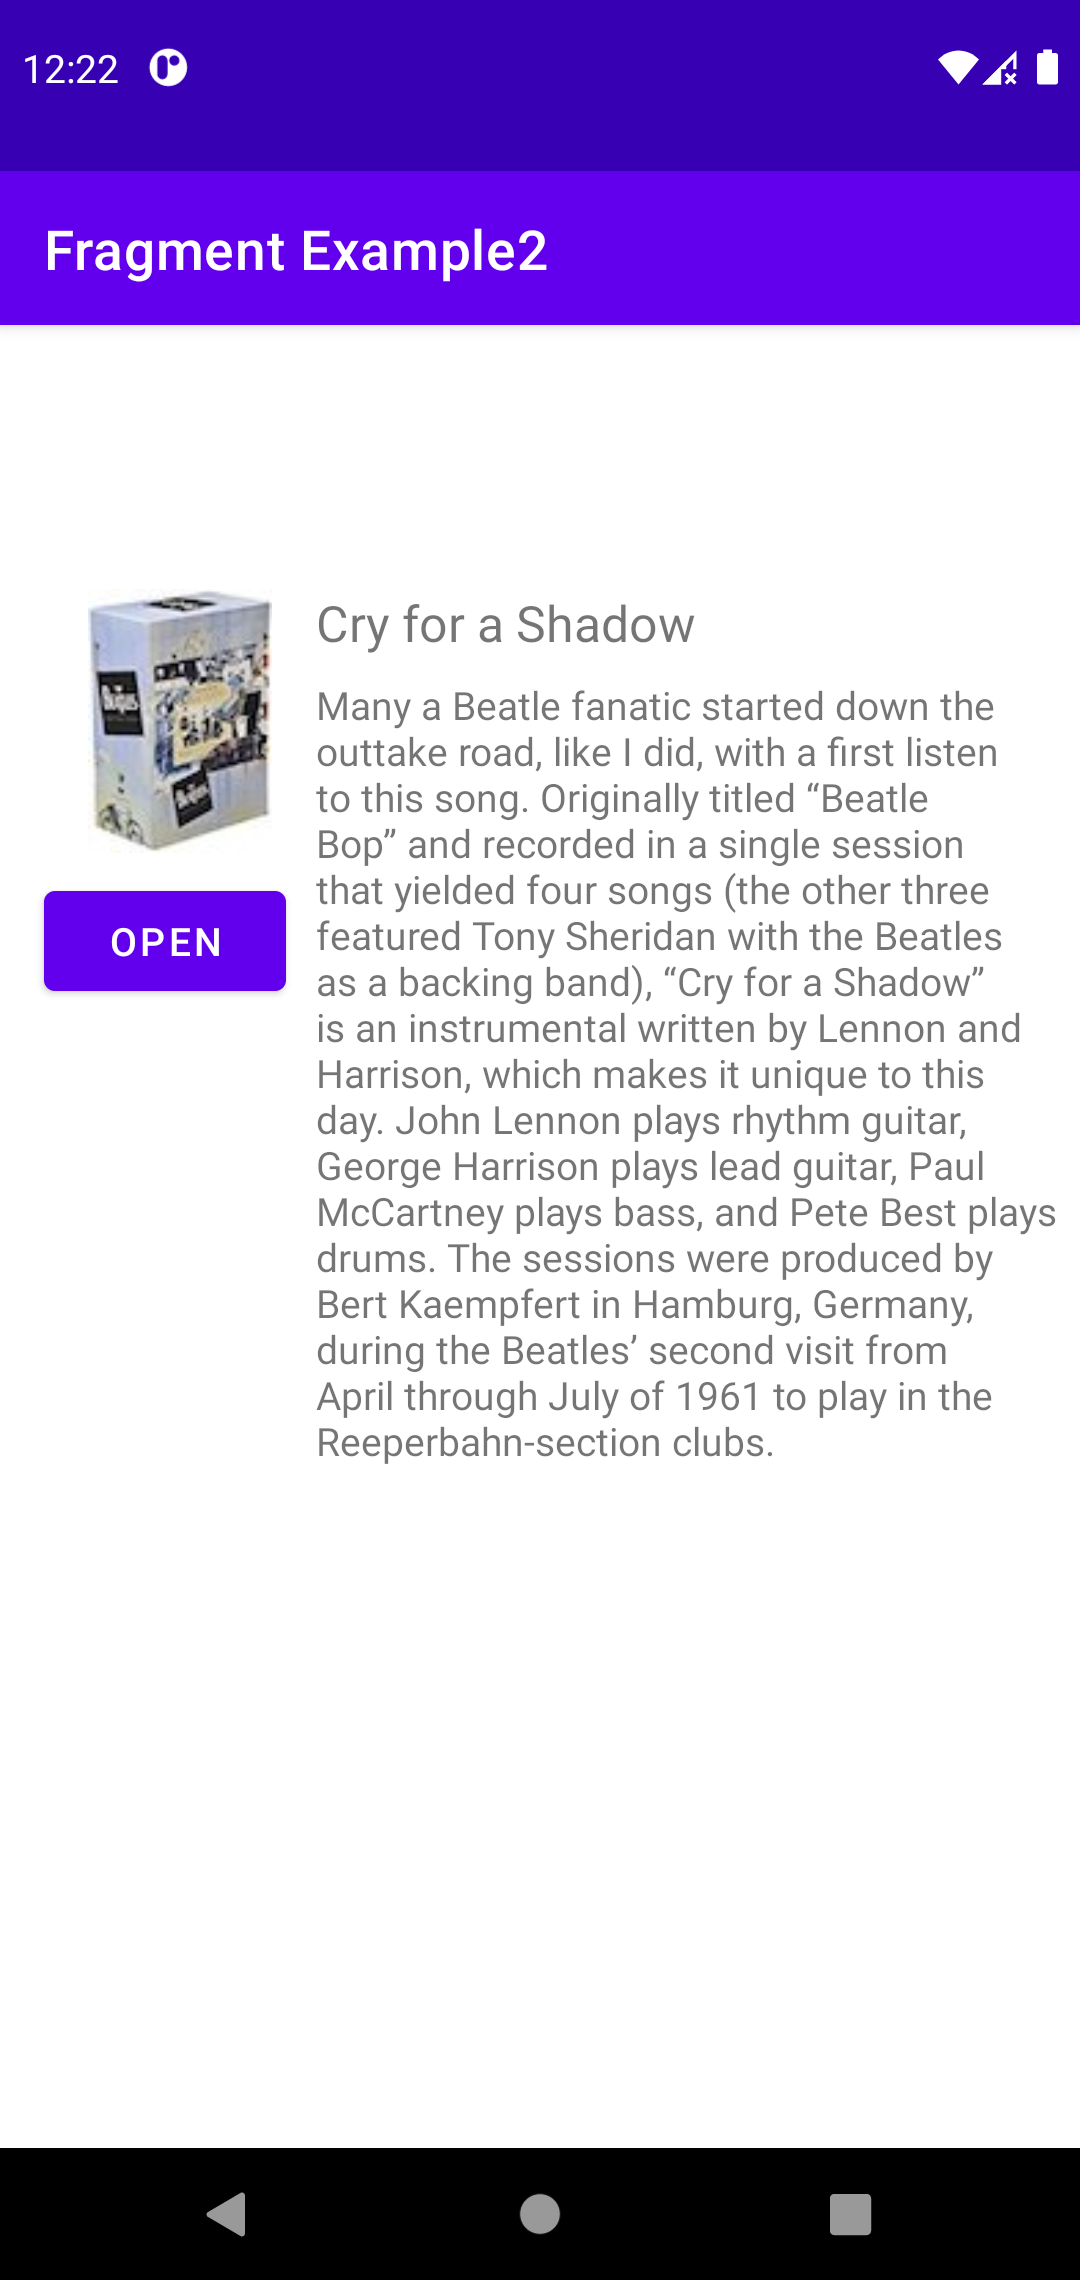 12:22
Fragment Example2
Cry for a Shadow
Many a Beatle fanatic started down the
outtake road, like I did, with a first listen
to this song. Originally titled “Beatle
Bop” and recorded in a single session
that yielded four songs (the other three
featured Tony Sheridan with the Beatles
as a backing band), “Cry for a Shadow”
is an instrumental written by Lennon and
Harrison, which makes it unique to this
day. John Lennon plays rhythm guitar,
George Harrison plays lead guitar, Paul
McCartney plays bass, and Pete Best plays
drums. The sessions were produced by
Bert Kaempfert in Hamburg, Germany,
during the Beatles’ second visit from
April through July of 1961 to play in the
Reeperbahn-section clubs.
OPEN